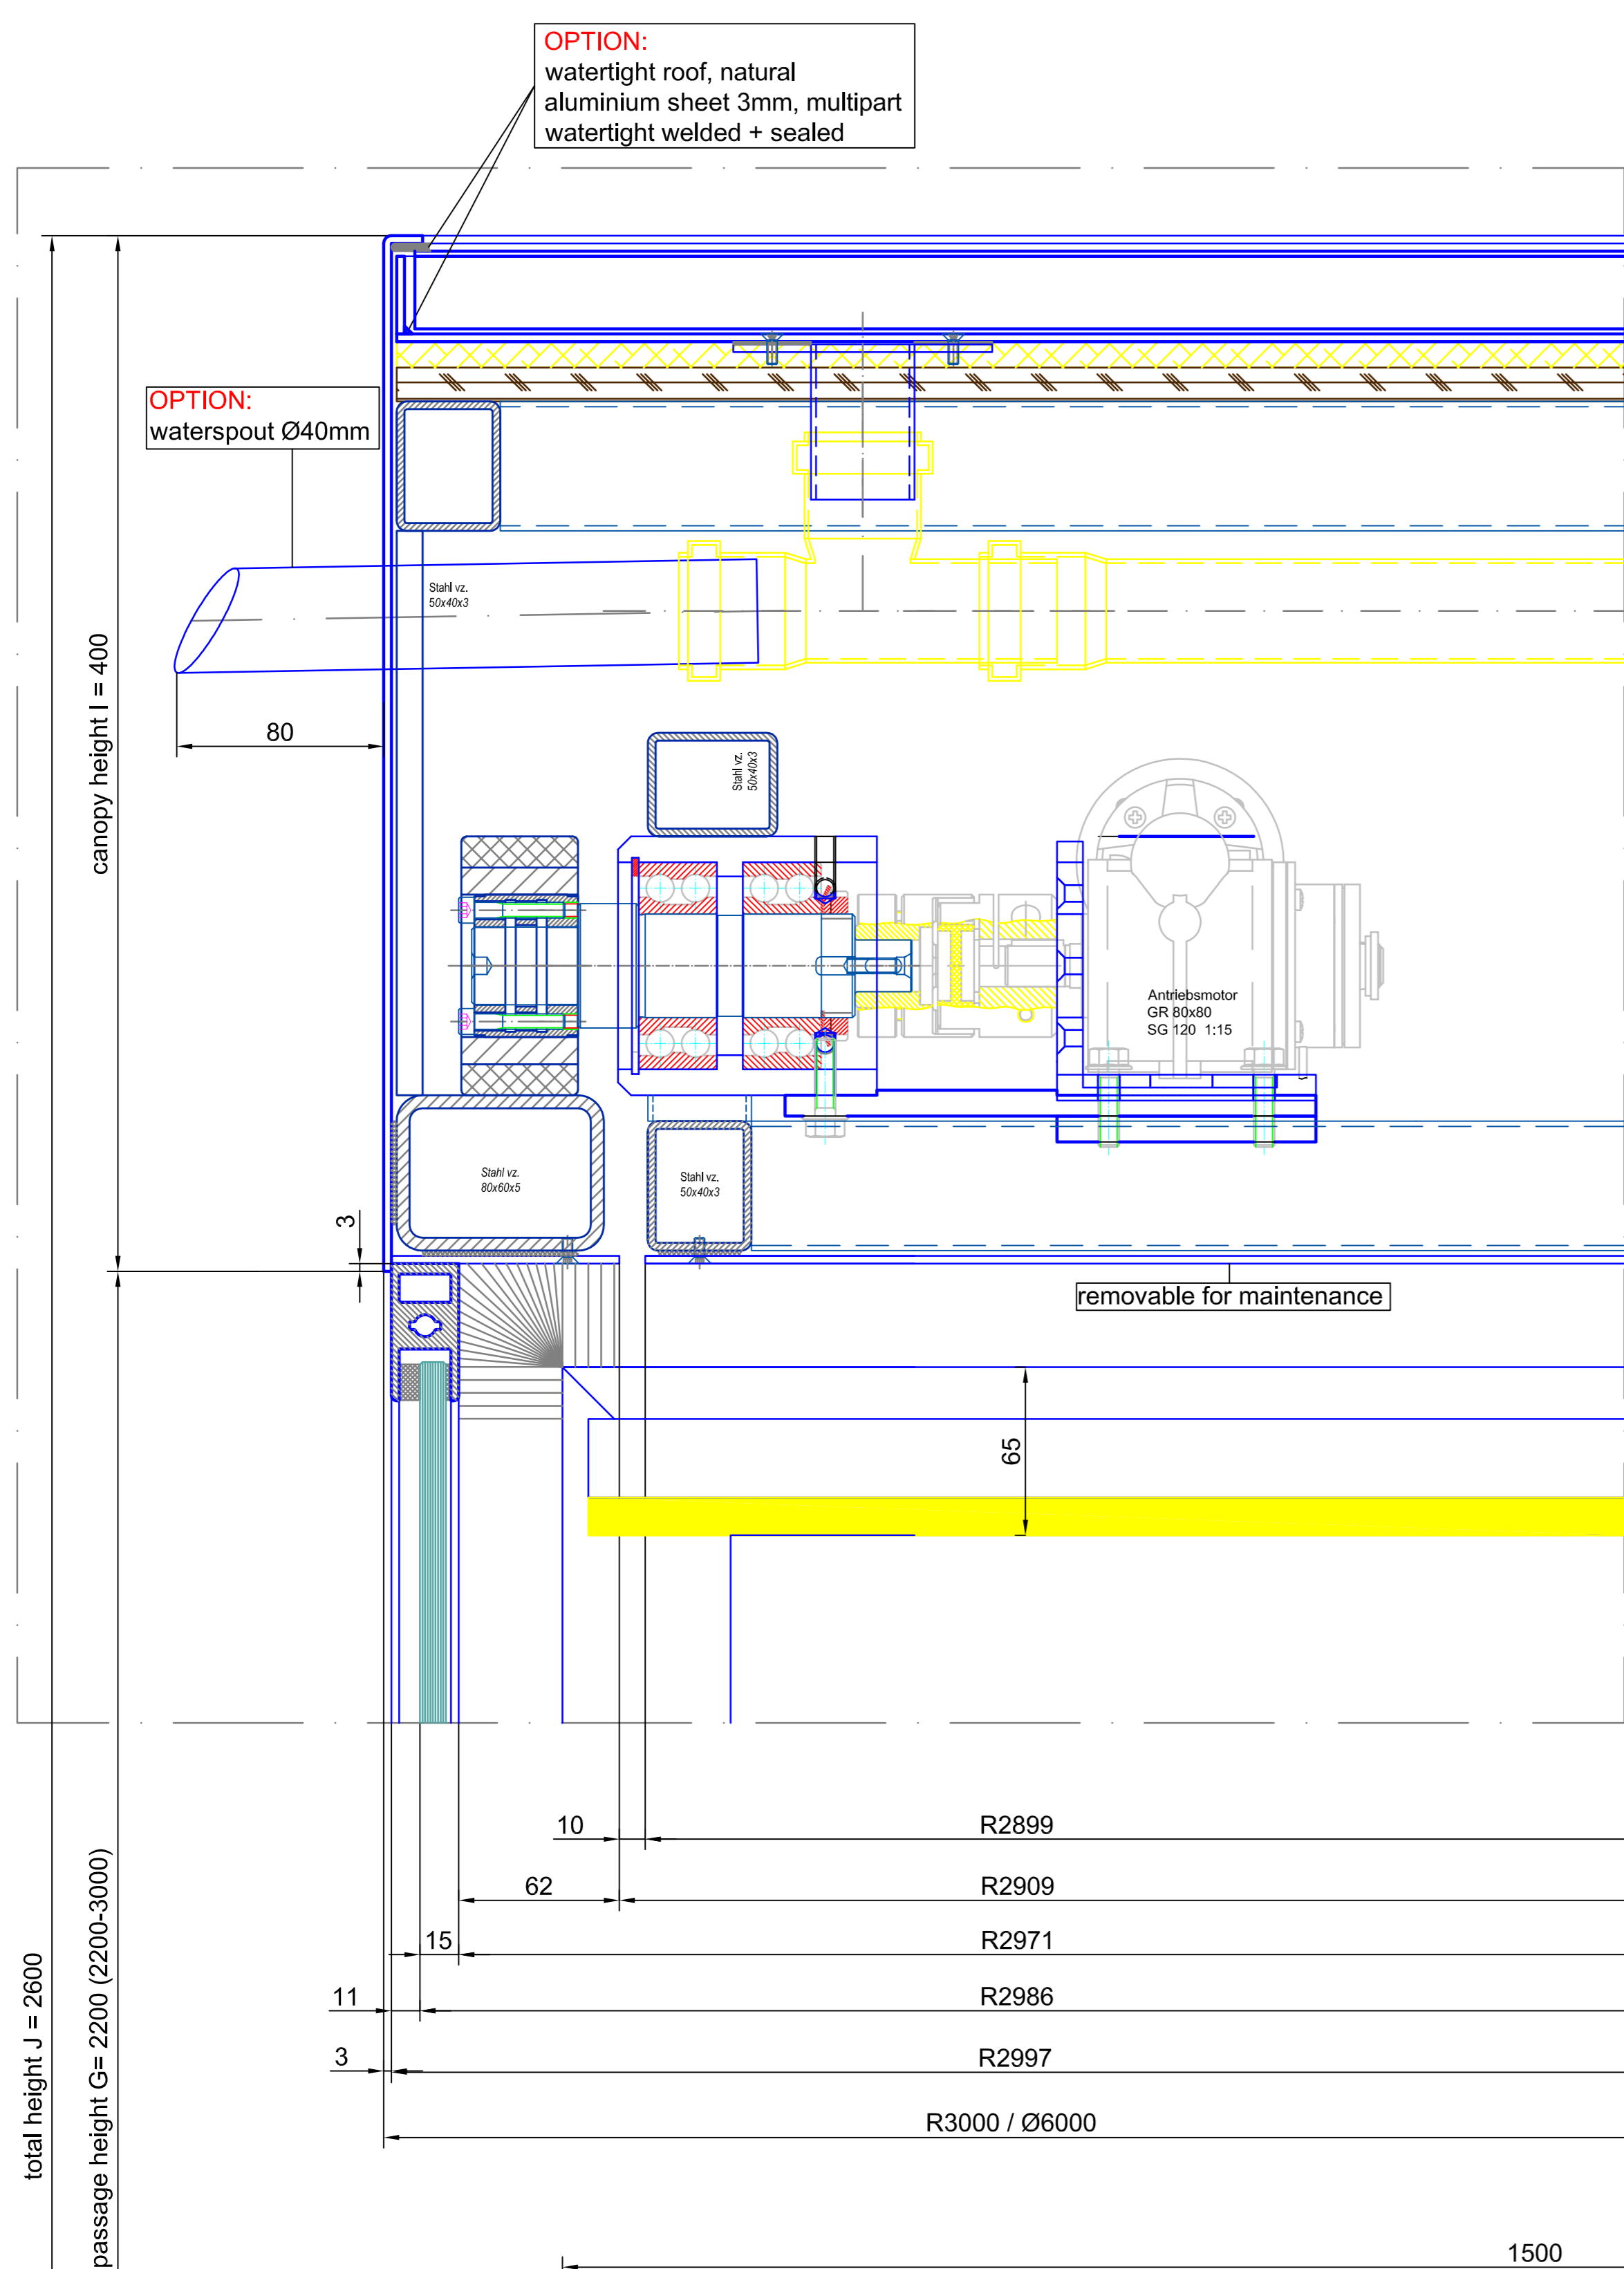 OPTION:
watertight roof, natural
aluminium sheet 3mm, multipart
watertight welded + sealed
OPTION:
waterspout Ø40mm
Stahl vz.
50x40x3
canopy height I = 400
80
Stahl vz.
50x40x3
Antriebsmotor
GR 80x80
SG 120 1:15
Stahl vz.
80x60x5
Stahl vz.
50x40x3
3
removable for maintenance
65
10
R2899
62
R2909
15
R2971
11
R2986
3
R2997
R3000 / Ø6000
total height J = 2600
passage height G= 2200 (2200-3000)
1500